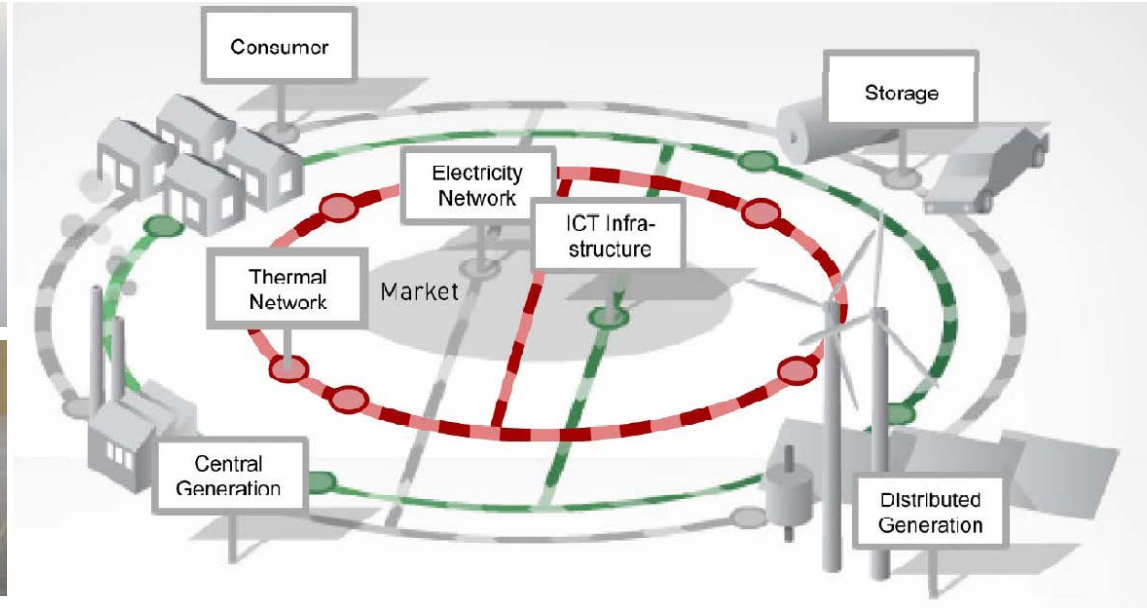 Consumer
Storage
Electricity
Network
ICT Infra-
structure
Thermal
Network
Market
Central
Generation
Distributed
Generation